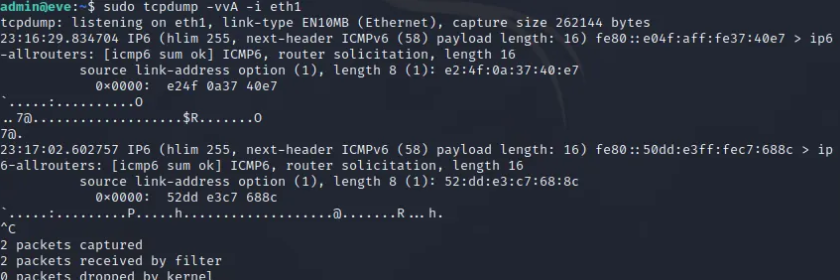 admin@eve:~$ sudo tcpdump -vvA -i eth1
tcpdump: listening on eth1, link-type EN10MB (Ethernet), capture size 262144 bytes
23:16:29.834704 IP6 (hlim 255, next-header ICMPv6 (58) payload length: 16) fe80::e04f:aff:fe37:40e7 > ip6
-allrouters: [icmp6 sum ok] ICMP6, router solicitation, length 16
          source link-address option (1), length 8 (1): e2:4f:0a:37:40:e7
            0x0000:  e24f 0a37 40e7
`.....:..........O
..7@...................$R.......O
7@.
23:17:02.602757 IP6 (hlim 255, next-header ICMPv6 (58) payload length: 16) fe80::50dd:e3ff:fec7:688c > ip
6-allrouters: [icmp6 sum ok] ICMP6, router solicitation, length 16
          source link-address option (1), length 8 (1): 52:dd:e3:c7:68:8c
            0x0000:  52dd e3c7 688c
`.....:.........P.....h...................@.......R...h.
^C
2 packets captured
2 packets received by filter
0 packets dropped by kernel